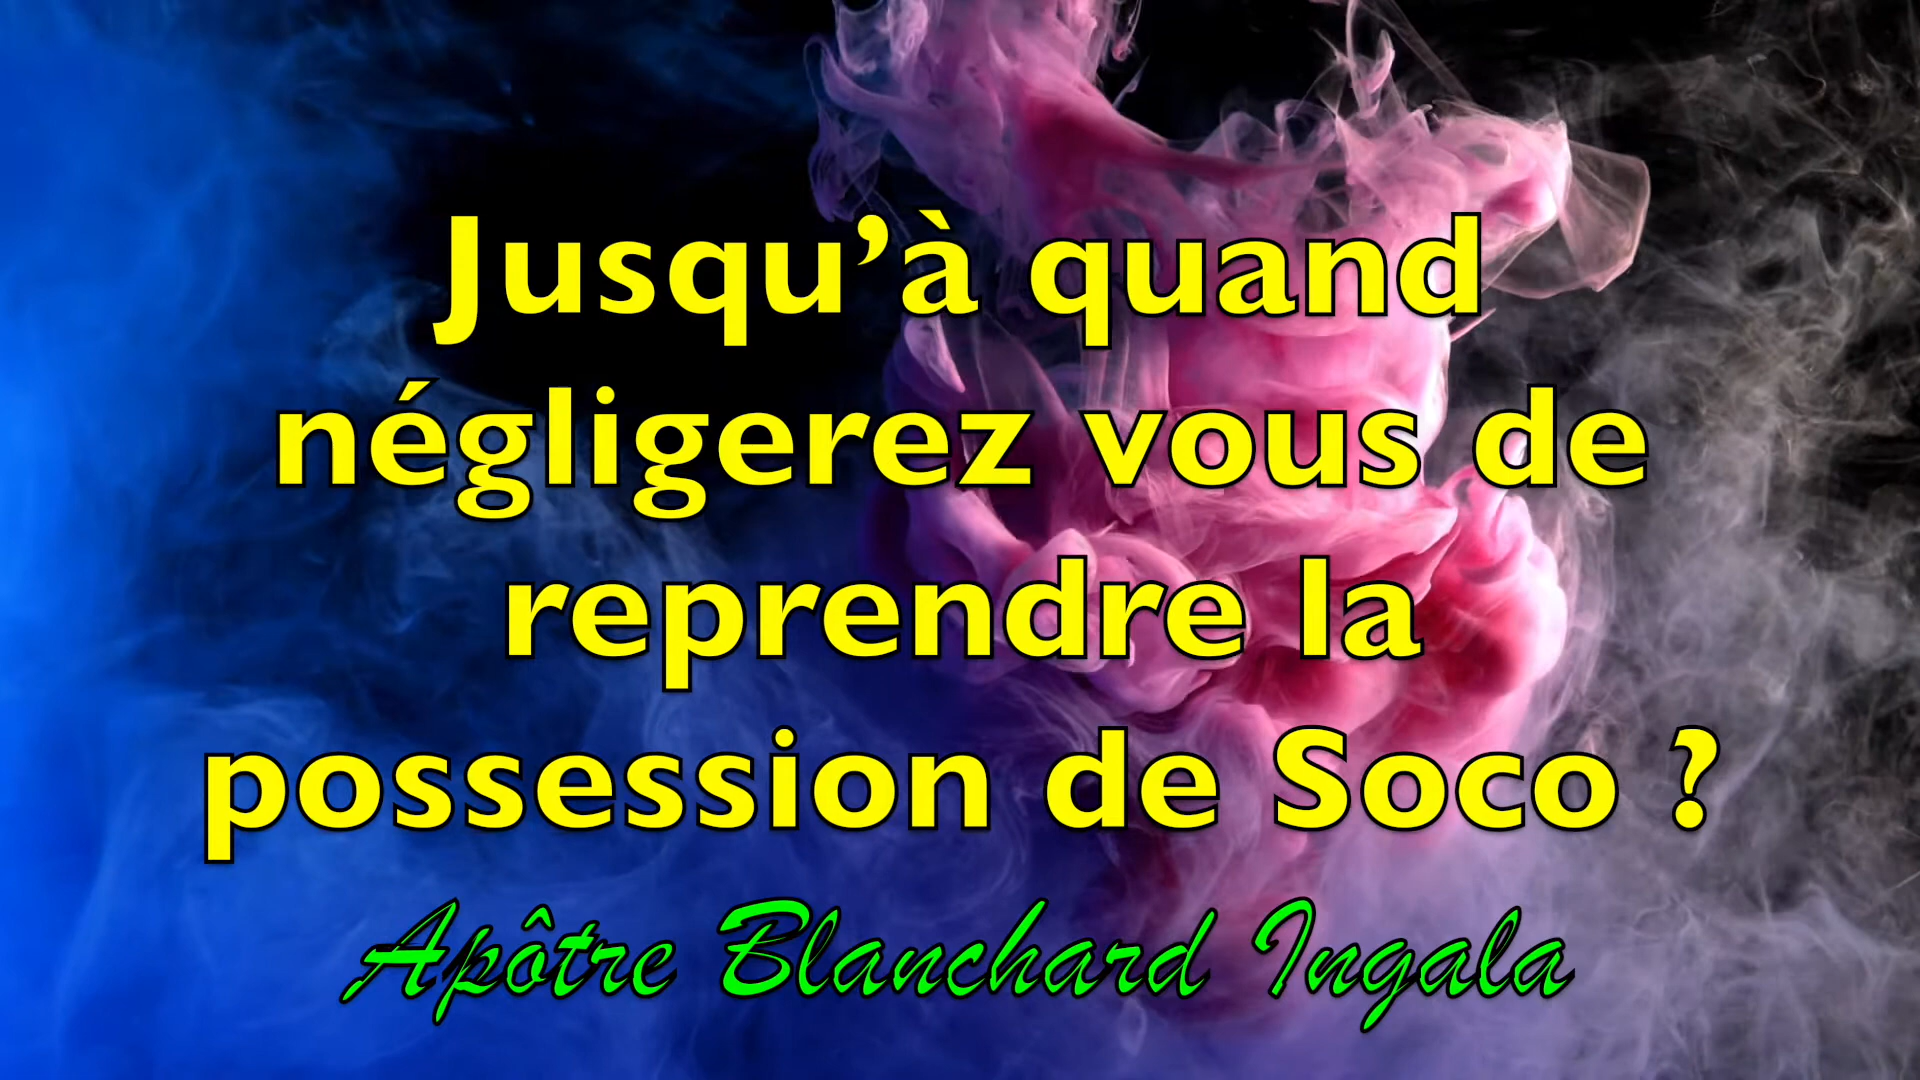 Jusqu’à quand
négligerez vous de
reprendre la
possession de Soco ?
Apôtre Blanchard Ingala